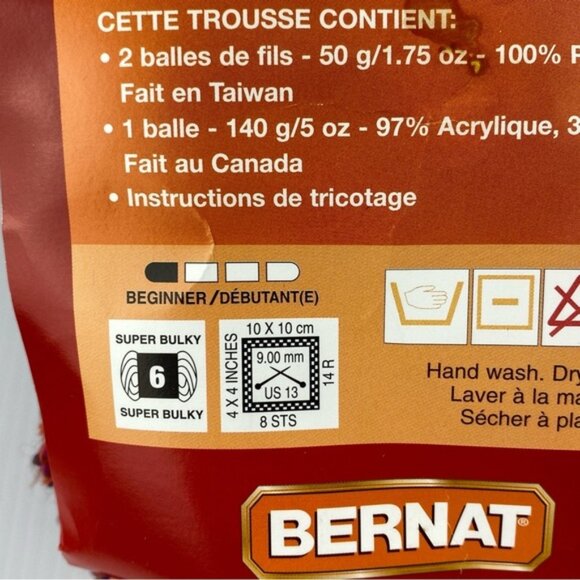 CETTE TROUSSE CONTIENT:
• 2 balles de fils - 50 g/1.75 oz - 100%
Fait en Taiwan
• 1 balle - 140 g/5 oz - 97% Acrylique, 3
Fait au Canada
• Instructions de tricotage
BEGINNER/DÉBUTANT(E)
SUPER BULKY
6
SUPER BULKY
4 X 4 INCHES
10 X 10 cm
9.00 mm
US 13
14 R
8 STS
Hand wash. Dry
Laver à la
Sécher à
BERNAT®